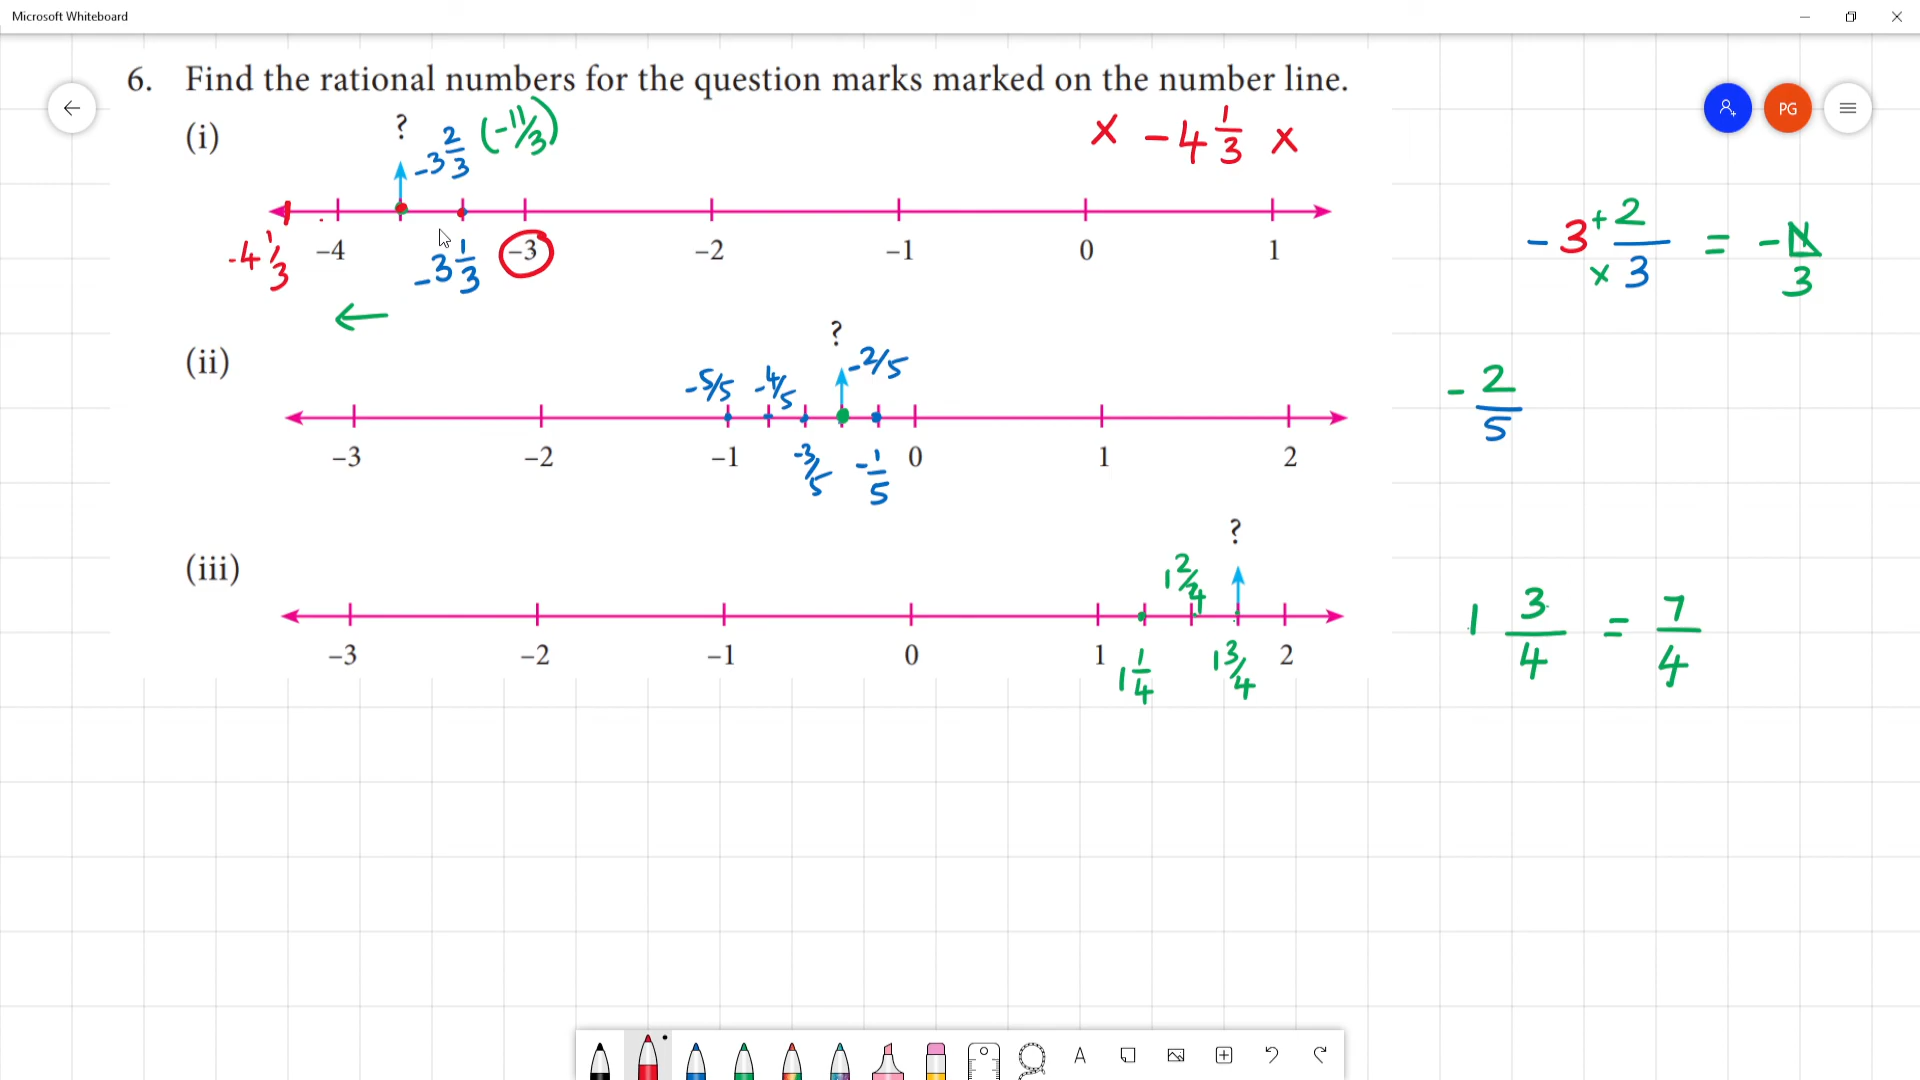 Microsoft Whiteboard
6. Find the rational numbers for the question marks marked on the number line.
(i) ? -3 2/3 (-11/3) × -4 1/3 ×
-4 1/3 –4 -3 1/3 –3 –2 –1 0 1
-3 + 2 / × 3 = - 11/3
PG
(ii) ?
-5/5 -4/5 -2/5
–3 –2 –1 -3/5 -1/5 0 1 2
-2/5
(iii) ?
1 2/4
–3 –2 –1 0 1 1 1/4 1 3/4 2
1 3/4 = 7/4
A